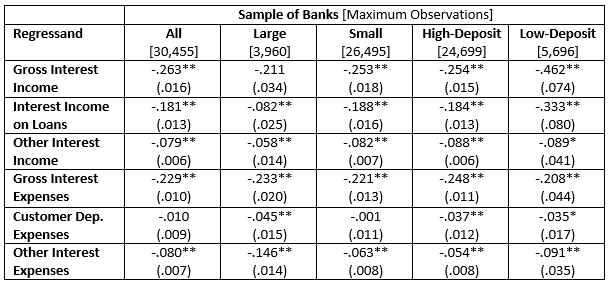 Sample of Banks [Maximum Observations]
Regressand All Large Small High-Deposit Low-Deposit
[30,455] [3,960] [26,495] [24,699] [5,696]
Gross Interest -.263** -.211 -.253** -.254** -.462**
Income (.016) (.034) (.018) (.015) (.074)
Interest Income -.181** -.082** -.188** -.184** -.333**
on Loans (.013) (.025) (.016) (.013) (.080)
Other Interest -.079** -.058** -.082** -.088** -.089*
Income (.006) (.014) (.007) (.006) (.041)
Gross Interest -.229** -.233** -.221** -.248** -.208**
Expenses (.010) (.020) (.013) (.011) (.044)
Customer Dep. -.010 -.045** -.001 -.037** -.035*
Expenses (.009) (.015) (.011) (.012) (.017)
Other Interest -.080** -.146** -.063** -.054** -.091**
Expenses (.007) (.014) (.008) (.008) (.035)